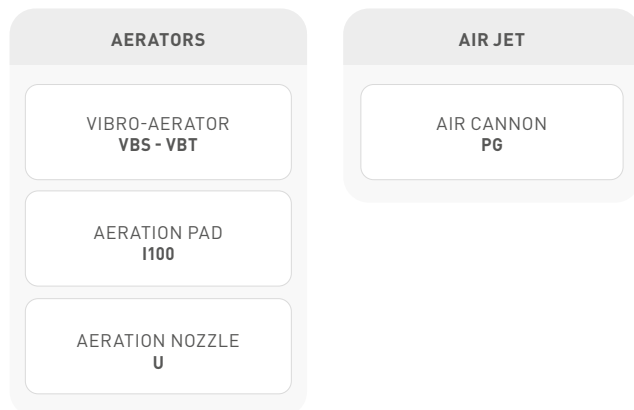 AERATORS
VIBRO-AERATOR
VBS - VBT
AERATION PAD
I100
AERATION NOZZLE
U
AIR JET
AIR CANNON
PG